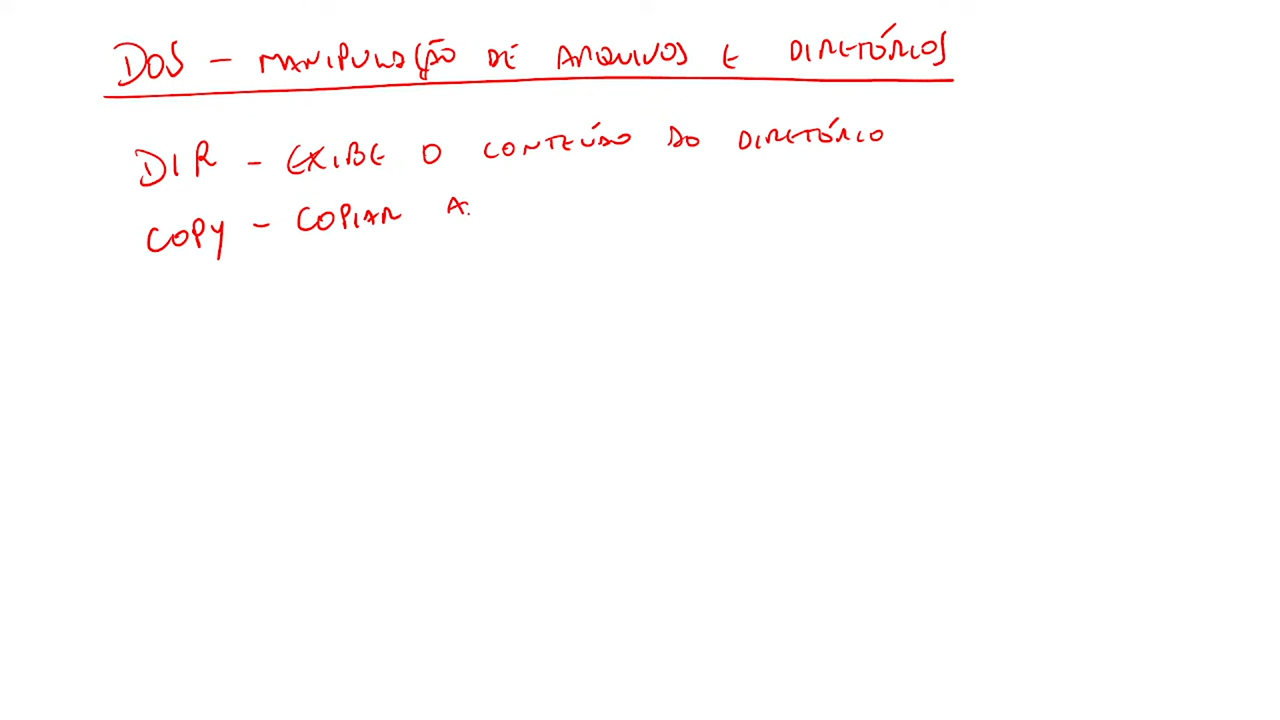 DOS - MANIPULAÇÃO DE ARQUIVOS E DIRETÓRIOS
DIR - EXIBE O CONTEÚDO DO DIRETÓRIO
COPY - COPIAR A